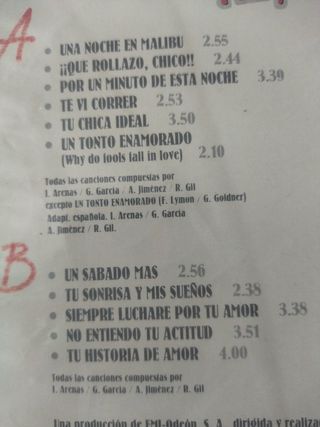 A
UNA NOCHE EN MALIBU 2.55
¡¡QUE ROLLAZO, CHICO!! 2.44
POR UN MINUTO DE ESTA NOCHE 3.39
TE VI CORRER 2.53
TU CHICA IDEAL 3.50
UN TONTO ENAMORADO
(Why do fools fall in love) 2.10
Todas las canciones compuestas por
I. Arenas / G. Garcia / A. Jiménez / R. Gil
excepto UN TONTO ENAMORADO (F. Lymon / G. Goldner)
Adapt. española. I. Arenas / G. Garcia
A. Jiménez / R. Gil.
B
UN SABADO MAS 2.56
TU SONRISA Y MIS SUEÑOS 2.38
SIEMPRE LUCHARE POR TU AMOR 3.38
NO ENTIENDO TU ACTITUD 3.51
TU HISTORIA DE AMOR 4.00
Todas las canciones compuestas por
I. Arenas / G. Garcia / A. Jiménez / R. Gil
Una producción de EMI-Odeón, S. A. dirigida y realiza